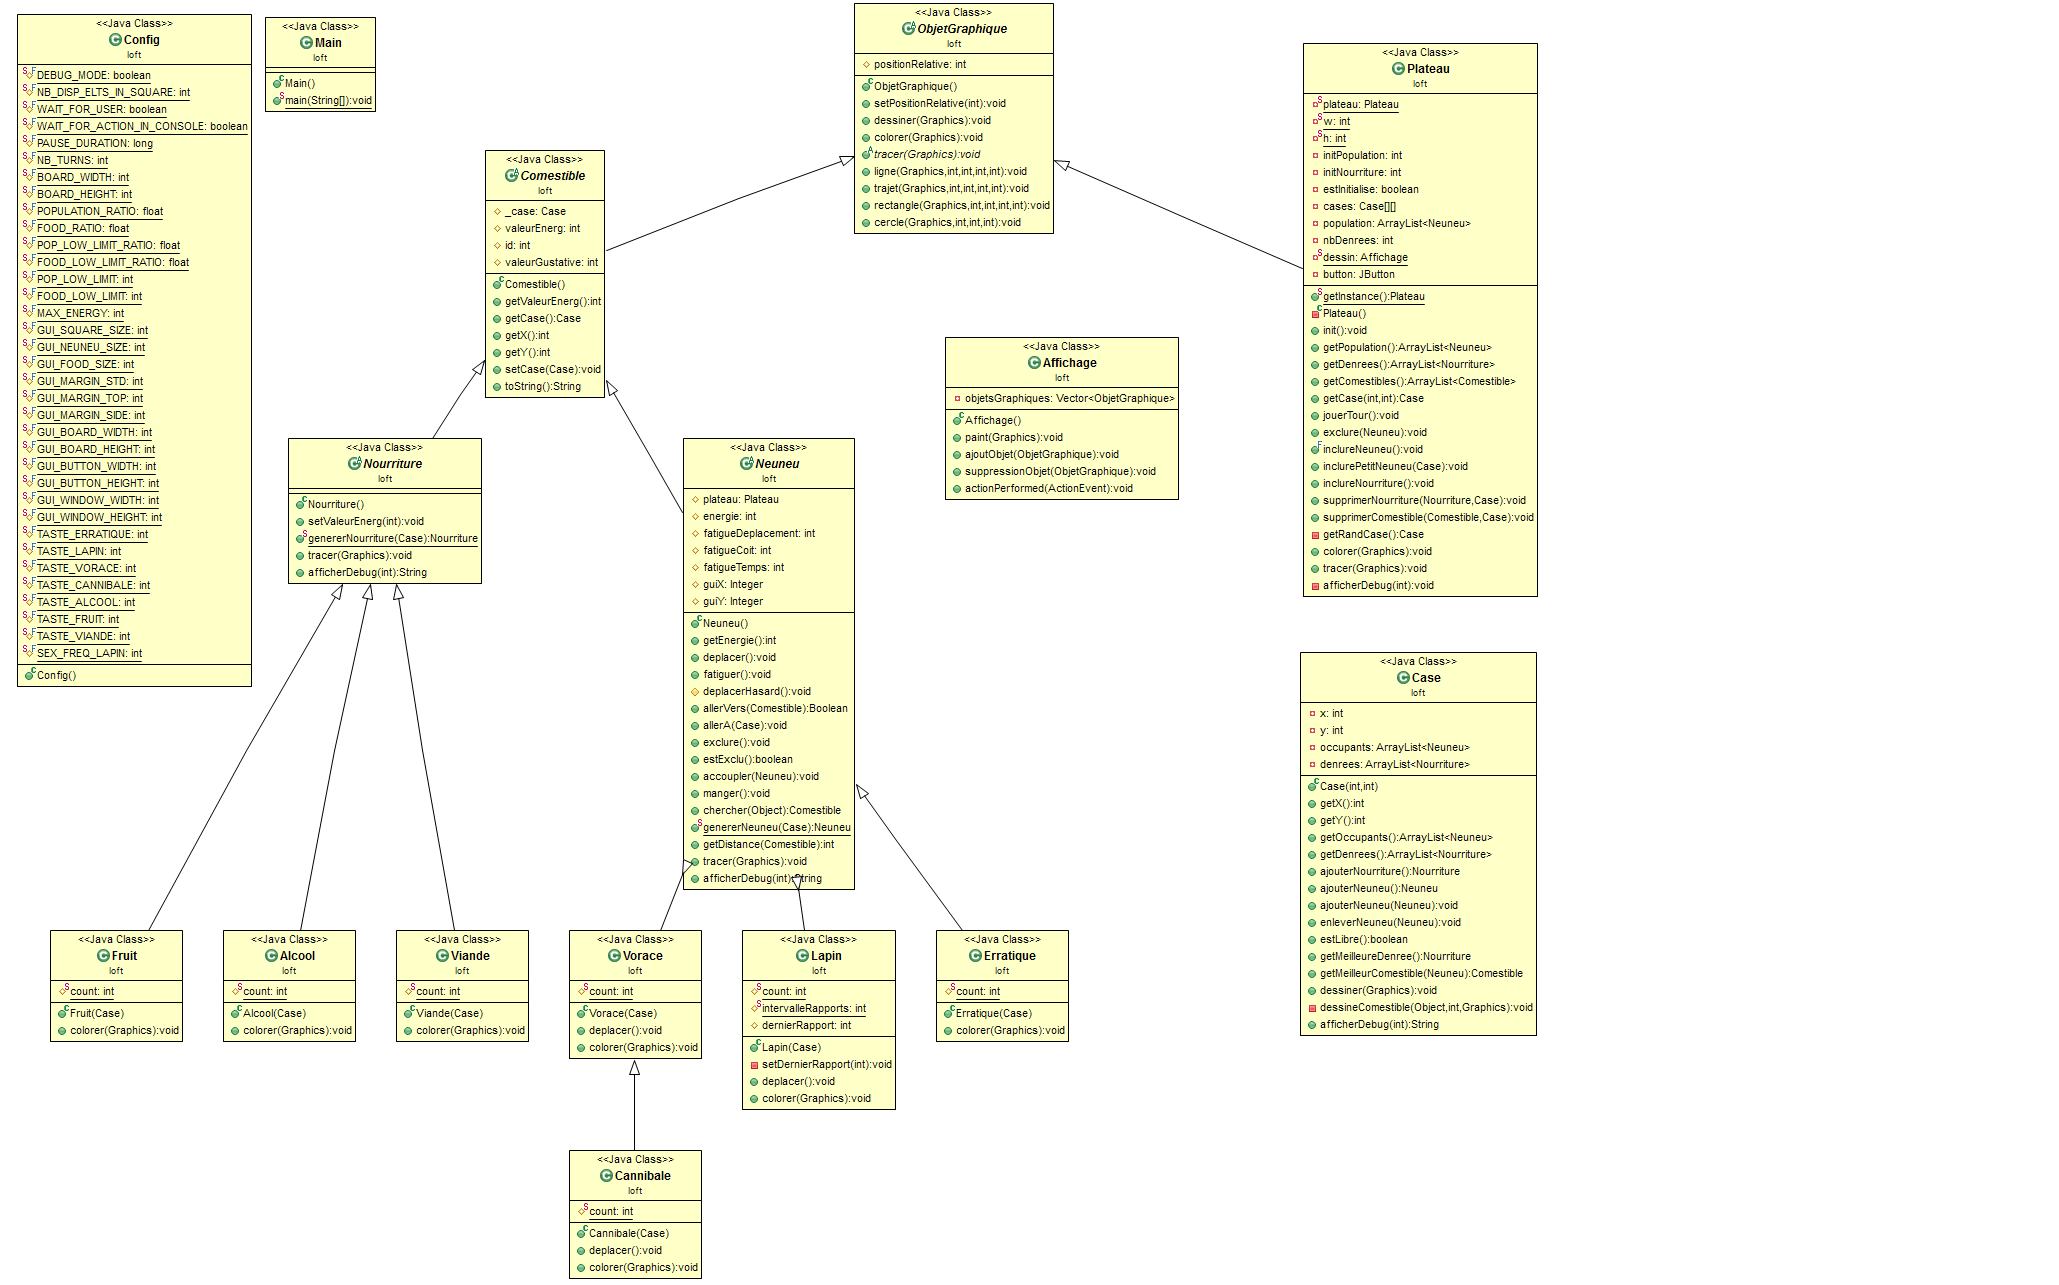 <<Java Class>>
Config
loft
DEBUG_MODE: boolean
NB_DISP_ELTS_IN_SQUARE: int
WAIT_FOR_USER: boolean
WAIT_FOR_ACTION_IN_CONSOLE: boolean
PAUSE_DURATION: long
NB_TURNS: int
BOARD_WIDTH: int
BOARD_HEIGHT: int
POPULATION_RATIO: float
FOOD_RATIO: float
POP_LOW_LIMIT_RATIO: float
FOOD_LOW_LIMIT_RATIO: float
POP_LOW_LIMIT: int
FOOD_LOW_LIMIT: int
MAX_ENERGY: int
GUI_SQUARE_SIZE: int
GUI_NEUNEU_SIZE: int
GUI_FOOD_SIZE: int
GUI_MARGIN_STD: int
GUI_MARGIN_TOP: int
GUI_MARGIN_SIDE: int
GUI_BOARD_WIDTH: int
GUI_BOARD_HEIGHT: int
GUI_BUTTON_WIDTH: int
GUI_BUTTON_HEIGHT: int
GUI_WINDOW_WIDTH: int
GUI_WINDOW_HEIGHT: int
TASTE_ERRATIQUE: int
TASTE_LAPIN: int
TASTE_VORACE: int
TASTE_CANNIBALE: int
TASTE_ALCOOL: int
TASTE_FRUIT: int
TASTE_VIANDE: int
SEX_FREQ_LAPIN: int
Config()
<<Java Class>>
Main
loft
Main()
main(String[]):void
<<Java Class>>
ObjetGraphique
loft
positionRelative: int
ObjetGraphique()
setPositionRelative(int):void
dessiner(Graphics):void
colorer(Graphics):void
tracer(Graphics):void
ligne(Graphics,int,int,int,int):void
trajet(Graphics,int,int,int,int):void
rectangle(Graphics,int,int,int,int):void
cercle(Graphics,int,int,int):void
<<Java Class>>
Plateau
loft
plateau: Plateau
w: int
h: int
initPopulation: int
initNourriture: int
estInitialise: boolean
cases: Case[][]
population: ArrayList<Neuneu>
nbDenrees: int
dessin: Affichage
button: JButton
getInstance():Plateau
Plateau()
init():void
getPopulation():ArrayList<Neuneu>
getDenrees():ArrayList<Nourriture>
getComestibles():ArrayList<Comestible>
getCase(int,int):Case
jouerTour():void
exclure(Neuneu):void
inclureNeuneu():void
inclurePetitNeuneu(Case):void
inclureNourriture():void
supprimerNourriture(Nourriture,Case):void
supprimerComestible(Comestible,Case):void
getRandCase():Case
colorer(Graphics):void
tracer(Graphics):void
afficherDebug(int):void
<<Java Class>>
Comestible
loft
_case: Case
valeurEnerg: int
id: int
valeurGustative: int
Comestible()
getValeurEnerg():int
getCase():Case
getX():int
getY():int
setCase(Case):void
toString():String
<<Java Class>>
Affichage
loft
objetsGraphiques: Vector<ObjetGraphique>
Affichage()
paint(Graphics):void
ajoutObjet(ObjetGraphique):void
suppressionObjet(ObjetGraphique):void
actionPerformed(ActionEvent):void
<<Java Class>>
Nourriture
loft
Nourriture()
setValeurEnerg(int):void
genererNourriture(Case):Nourriture
tracer(Graphics):void
afficherDebug(int):String
<<Java Class>>
Neuneu
loft
plateau: Plateau
energie: int
fatigueDeplacement: int
fatigueCoit: int
fatigueTemps: int
guiX: Integer
guiY: Integer
Neuneu()
getEnergie():int
deplacer():void
fatiguer():void
deplacerHasard():void
allerVers(Comestible):Boolean
allerA(Case):void
exclure():void
estExclu():boolean
accoupler(Neuneu):void
manger():void
chercher(Object):Comestible
genererNeuneu(Case):Neuneu
getDistance(Comestible):int
tracer(Graphics):void
afficherDebug(int):String
<<Java Class>>
Case
loft
x: int
y: int
occupants: ArrayList<Neuneu>
denrees: ArrayList<Nourriture>
Case(int,int)
getX():int
getY():int
getOccupants():ArrayList<Neuneu>
getDenrees():ArrayList<Nourriture>
ajouterNourriture():Nourriture
ajouterNeuneu():Neuneu
ajouterNeuneu(Neuneu):void
enleverNeuneu(Neuneu):void
estLibre():boolean
getMeilleureDenree():Nourriture
getMeilleurComestible(Neuneu):Comestible
dessiner(Graphics):void
dessineComestible(Object,int,Graphics):void
afficherDebug(int):String
<<Java Class>>
Fruit
loft
count: int
Fruit(Case)
colorer(Graphics):void
<<Java Class>>
Alcool
loft
count: int
Alcool(Case)
colorer(Graphics):void
<<Java Class>>
Viande
loft
count: int
Viande(Case)
colorer(Graphics):void
<<Java Class>>
Vorace
loft
count: int
Vorace(Case)
deplacer():void
colorer(Graphics):void
<<Java Class>>
Lapin
loft
count: int
intervalleRapports: int
dernierRapport: int
Lapin(Case)
setDernierRapport(int):void
deplacer():void
colorer(Graphics):void
<<Java Class>>
Erratique
loft
count: int
Erratique(Case)
colorer(Graphics):void
<<Java Class>>
Cannibale
loft
count: int
Cannibale(Case)
deplacer():void
colorer(Graphics):void